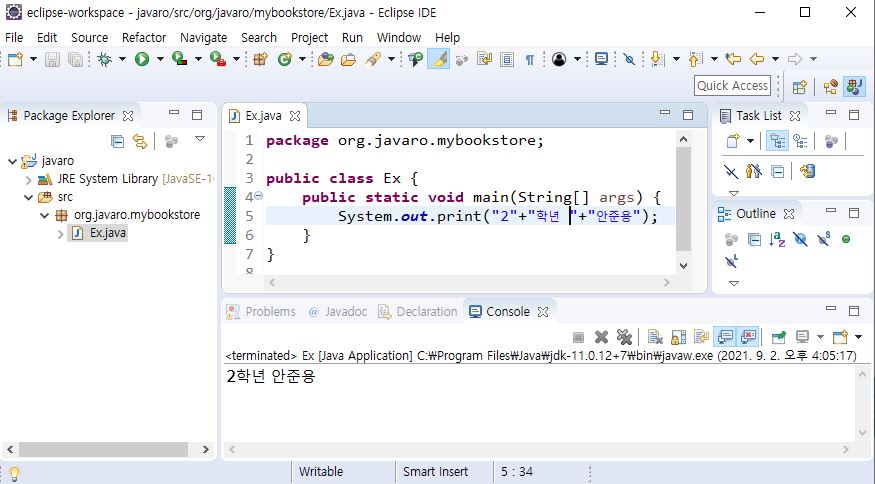 eclipse-workspace - javaro/src/org/javaro/mybookstore/Ex.java - Eclipse IDE
File Edit Source Refactor Navigate Search Project Run Window Help
Quick Access
Package Explorer
javaro
JRE System Library [JavaSE-1
src
org.javaro.mybookstore
Ex.java
Ex.java
1 package org.javaro.mybookstore;
2
3 public class Ex {
4 public static void main(String[] args) {
5 System.out.print("2"+"학년 "+"안준용");
6 }
7 }
8
Task List
Outline
Problems @ Javadoc Declaration Console
<terminated> Ex [Java Application] C:₩Program Files₩Java₩jdk-11.0.12+7₩bin₩javaw.exe (2021. 9. 2. 오후 4:05:17)
2학년 안준용
Writable Smart Insert 5 : 34